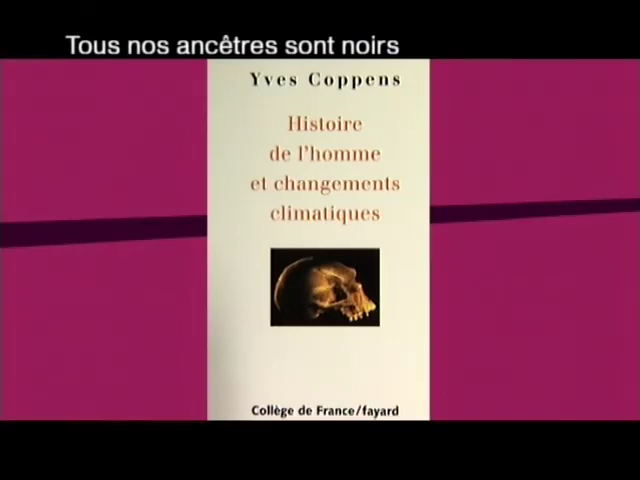 Tous nos ancêtres sont noirs
Yves Coppens
Histoire
de l'homme
et changements
climatiques
Collège de France/fayard